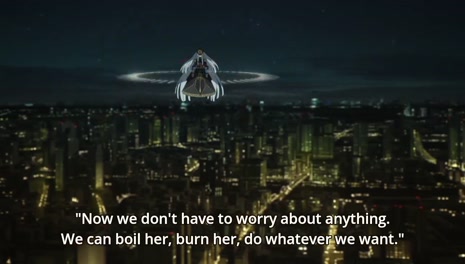 "Now we don't have to worry about anything.
We can boil her, burn her, do whatever we want."